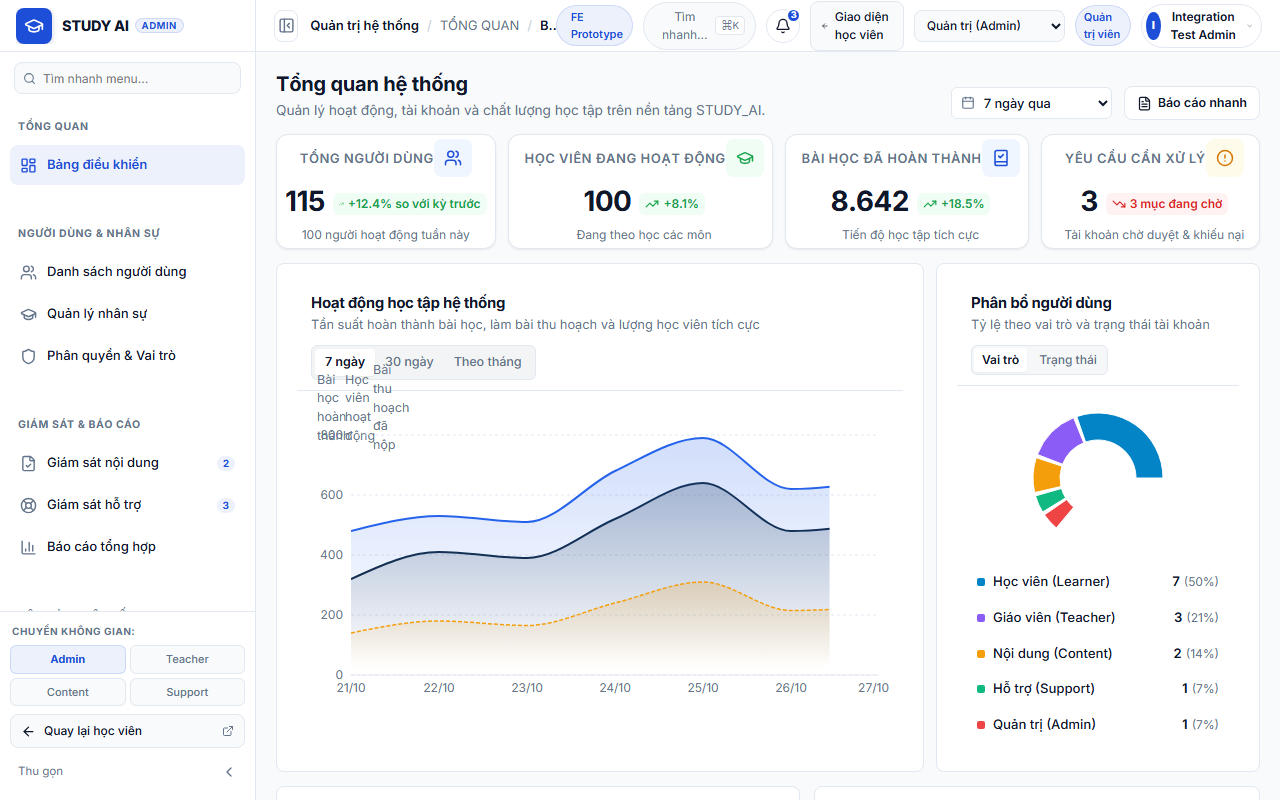 STUDY AI ADMIN
Tìm nhanh menu...
TỔNG QUAN
Bảng điều khiển
NGƯỜI DÙNG & NHÂN SỰ
Danh sách người dùng
Quản lý nhân sự
Phân quyền & Vai trò
GIÁM SÁT & BÁO CÁO
Giám sát nội dung 2
Giám sát hỗ trợ 3
Báo cáo tổng hợp
CHUYỂN KHÔNG GIAN:
Admin Teacher
Content Support
Quay lại học viên
Thu gọn
Quản trị hệ thống / TỔNG QUAN / B..
FE
Prototype
Tìm
nhanh...
⌘K
3
Giao diện
học viên
Quản trị (Admin)
Quản
trị viên
I
Integration
Test Admin
Tổng quan hệ thống
Quản lý hoạt động, tài khoản và chất lượng học tập trên nền tảng STUDY_AI.
7 ngày qua
Báo cáo nhanh
TỔNG NGƯỜI DÙNG
115 +12.4% so với kỳ trước
100 người hoạt động tuần này
HỌC VIÊN ĐANG HOẠT ĐỘNG
100 +8.1%
Đang theo học các môn
BÀI HỌC ĐÃ HOÀN THÀNH
8.642 +18.5%
Tiến độ học tập tích cực
YÊU CẦU CẦN XỬ LÝ
3 3 mục đang chờ
Tài khoản chờ duyệt & khiếu nại
Hoạt động học tập hệ thống
Tần suất hoàn thành bài học, làm bài thu hoạch và lượng học viên tích cực
7 ngày 30 ngày Theo tháng
Bài
học
hoàn
thành
Học
viên
hoạt
động
Bài
thu
hoạch
đã
nộp
800
600
400
200
0
21/10 22/10 23/10 24/10 25/10 26/10 27/10
Phân bổ người dùng
Tỷ lệ theo vai trò và trạng thái tài khoản
Vai trò Trạng thái
Học viên (Learner) 7 (50%)
Giáo viên (Teacher) 3 (21%)
Nội dung (Content) 2 (14%)
Hỗ trợ (Support) 1 (7%)
Quản trị (Admin) 1 (7%)